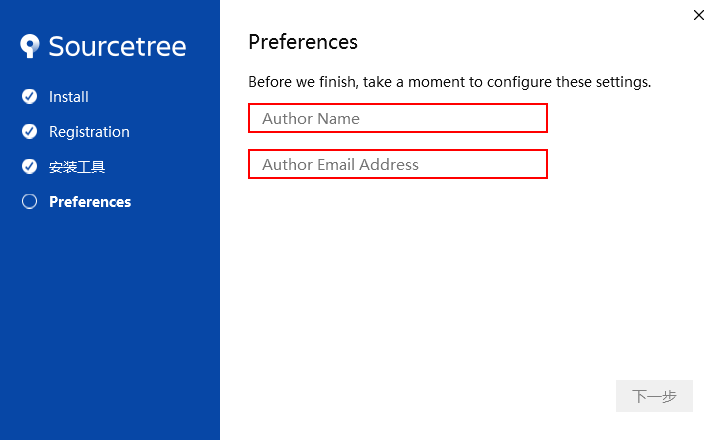 Sourcetree
Install
Registration
安装工具
Preferences
Preferences
Before we finish, take a moment to configure these settings.
Author Name
Author Email Address
下一步